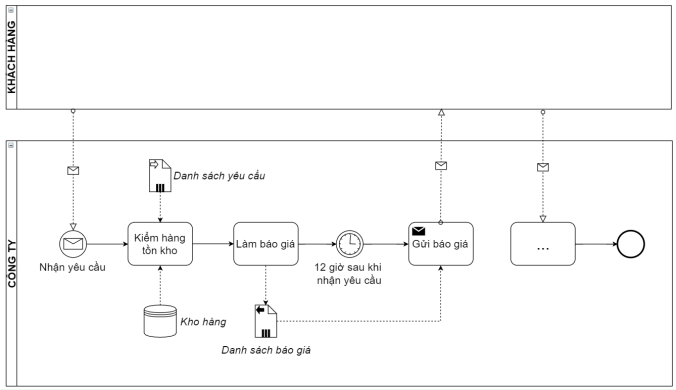 KHÁCH HÀNG
CÔNG TY
Danh sách yêu cầu
Nhận yêu cầu
Kiểm hàng
tồn kho
Làm báo giá
12 giờ sau khi
nhận yêu cầu
Gửi báo giá
...
Kho hàng
Danh sách báo giá